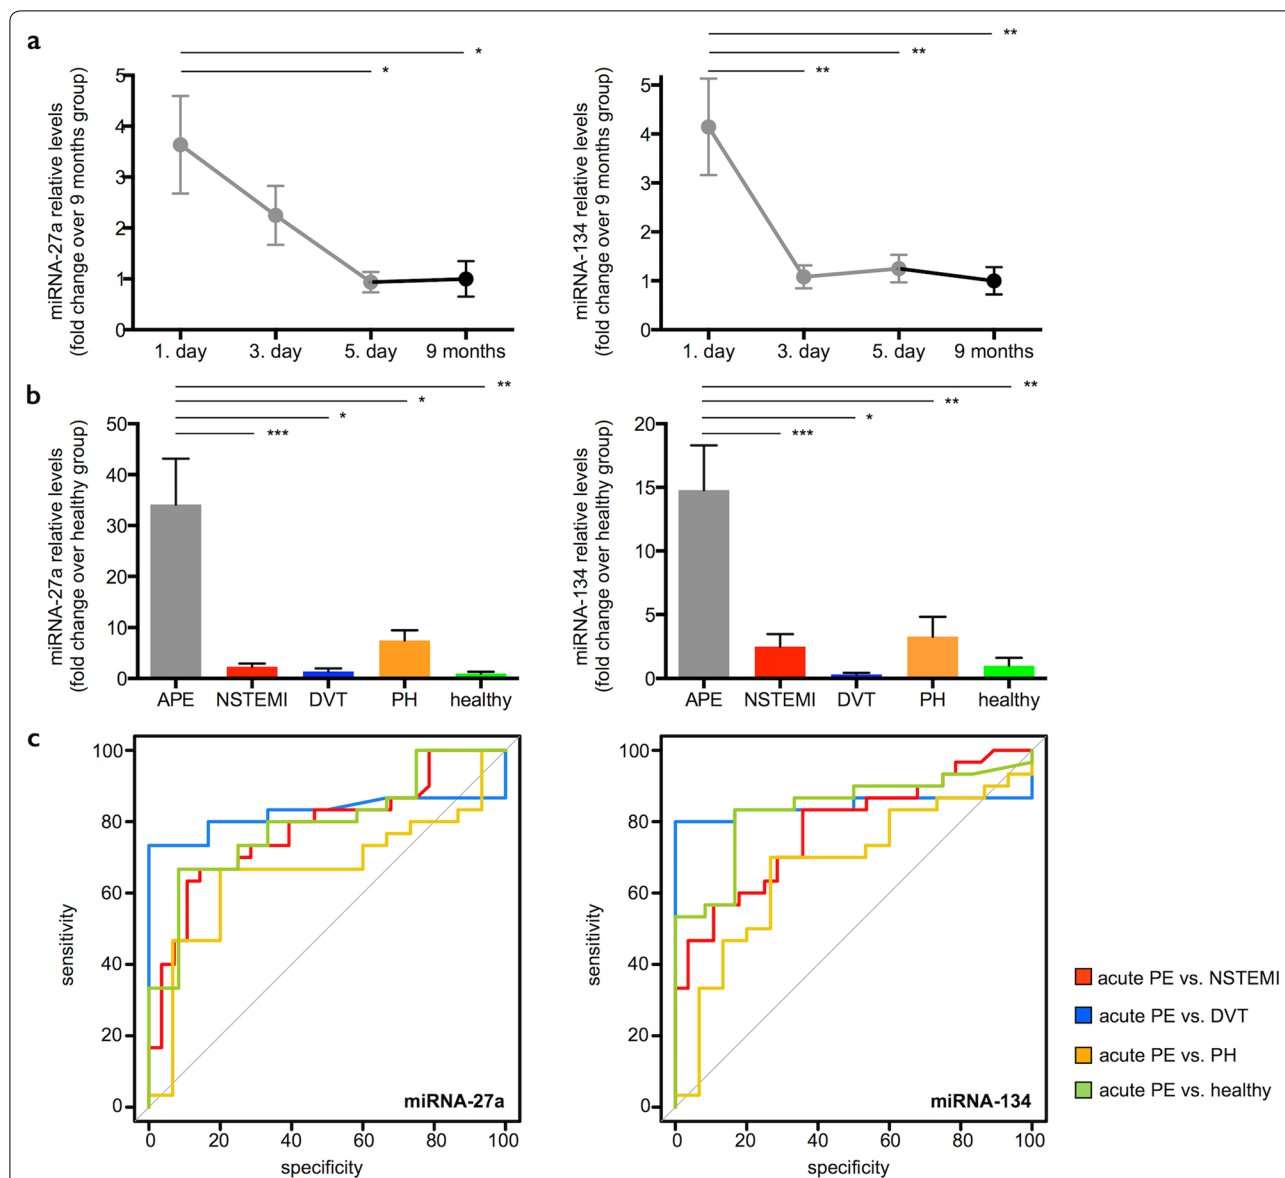 a
* *
miRNA-27a relative levels
(fold change over 9 months group)
5
4
3
2
1
0
1. day 3. day 5. day 9 months
** ** **
miRNA-134 relative levels
(fold change over 9 months group)
5
4
3
2
1
0
1. day 3. day 5. day 9 months
b
** * * ***
miRNA-27a relative levels
(fold change over healthy group)
50
40
30
20
10
0
APE NSTEMI DVT PH healthy
** ** * ***
miRNA-134 relative levels
(fold change over healthy group)
20
15
10
5
0
APE NSTEMI DVT PH healthy
c
sensitivity
100
80
60
40
20
0
miRNA-27a
0 20 40 60 80 100
specificity
sensitivity
100
80
60
40
20
0
miRNA-134
0 20 40 60 80 100
specificity
acute PE vs. NSTEMI
acute PE vs. DVT
acute PE vs. PH
acute PE vs. healthy